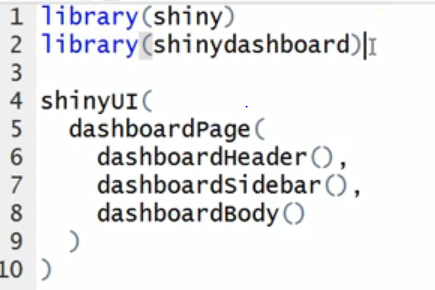 1 library(shiny)
2 library(shinydashboard)
3
4 shinyUI(
5   dashboardPage(
6     dashboardHeader(),
7     dashboardSidebar(),
8     dashboardBody()
9   )
10 )